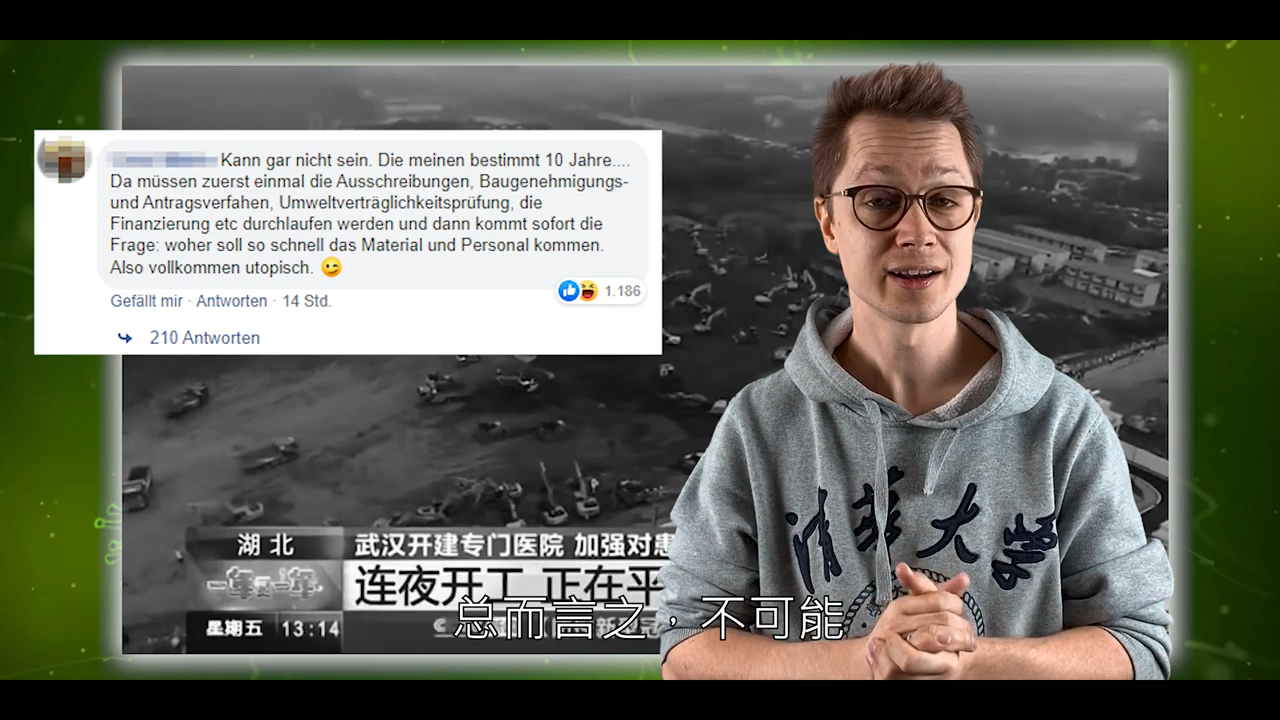 Kann gar nicht sein. Die meinen bestimmt 10 Jahre....
Da müssen zuerst einmal die Ausschreibungen, Baugenehmigungs-
und Antragsverfahen, Umweltverträglichkeitsprüfung, die
Finanzierung etc durchlaufen werden und dann kommt sofort die
Frage: woher soll so schnell das Material und Personal kommen.
Also vollkommen utopisch. 😉
1.186
Gefällt mir · Antworten · 14 Std.
210 Antworten
清华大学
湖北
武汉开建专门医院 加强对患
连夜开工 正在平
星期五 13:14
总而言之，不可能